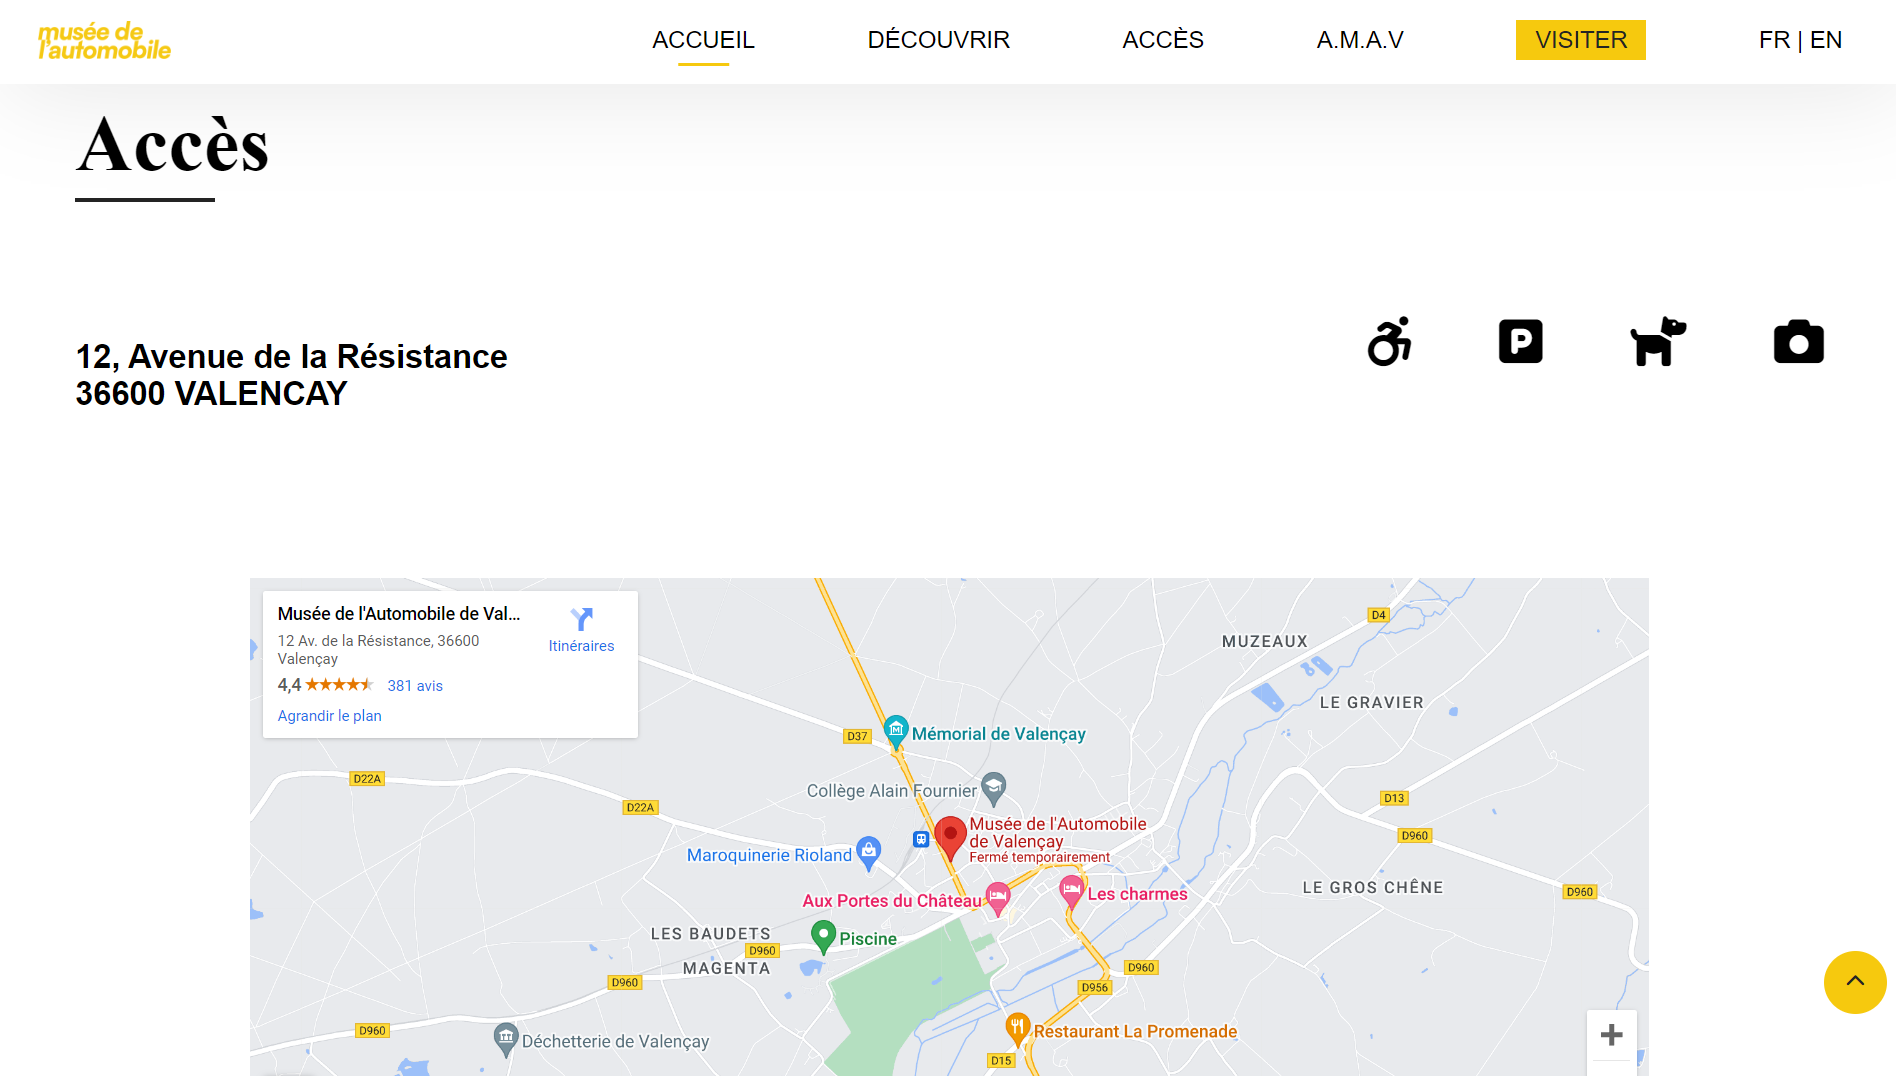 musée de
l'automobile
ACCUEIL
DÉCOUVRIR
ACCÈS
A.M.A.V
VISITER
FR | EN
Accès
12, Avenue de la Résistance
36600 VALENCAY
P
Musée de l'Automobile de Val...
12 Av. de la Résistance, 36600
Valençay
4,4
381 avis
Agrandir le plan
Itinéraires
D4
MUZEAUX
LE GRAVIER
D37
Mémorial de Valençay
D22A
Collège Alain Fournier
D22A
D13
Musée de l'Automobile
de Valençay
Fermé temporairement
D960
Maroquinerie Rioland
LE GROS CHÊNE
D960
Aux Portes du Château
Les charmes
LES BAUDETS
Piscine
D960
MAGENTA
D960
D960
D956
D960
Déchetterie de Valençay
Restaurant La Promenade
D15